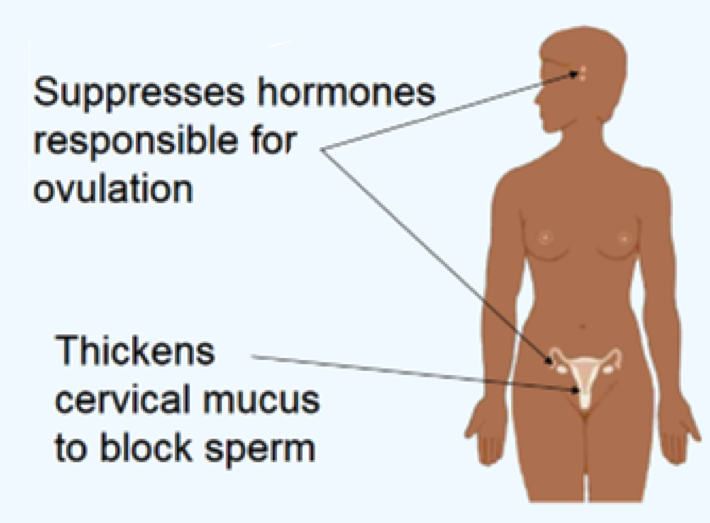 Suppresses hormones
responsible for
ovulation
Thickens
cervical mucus
to block sperm